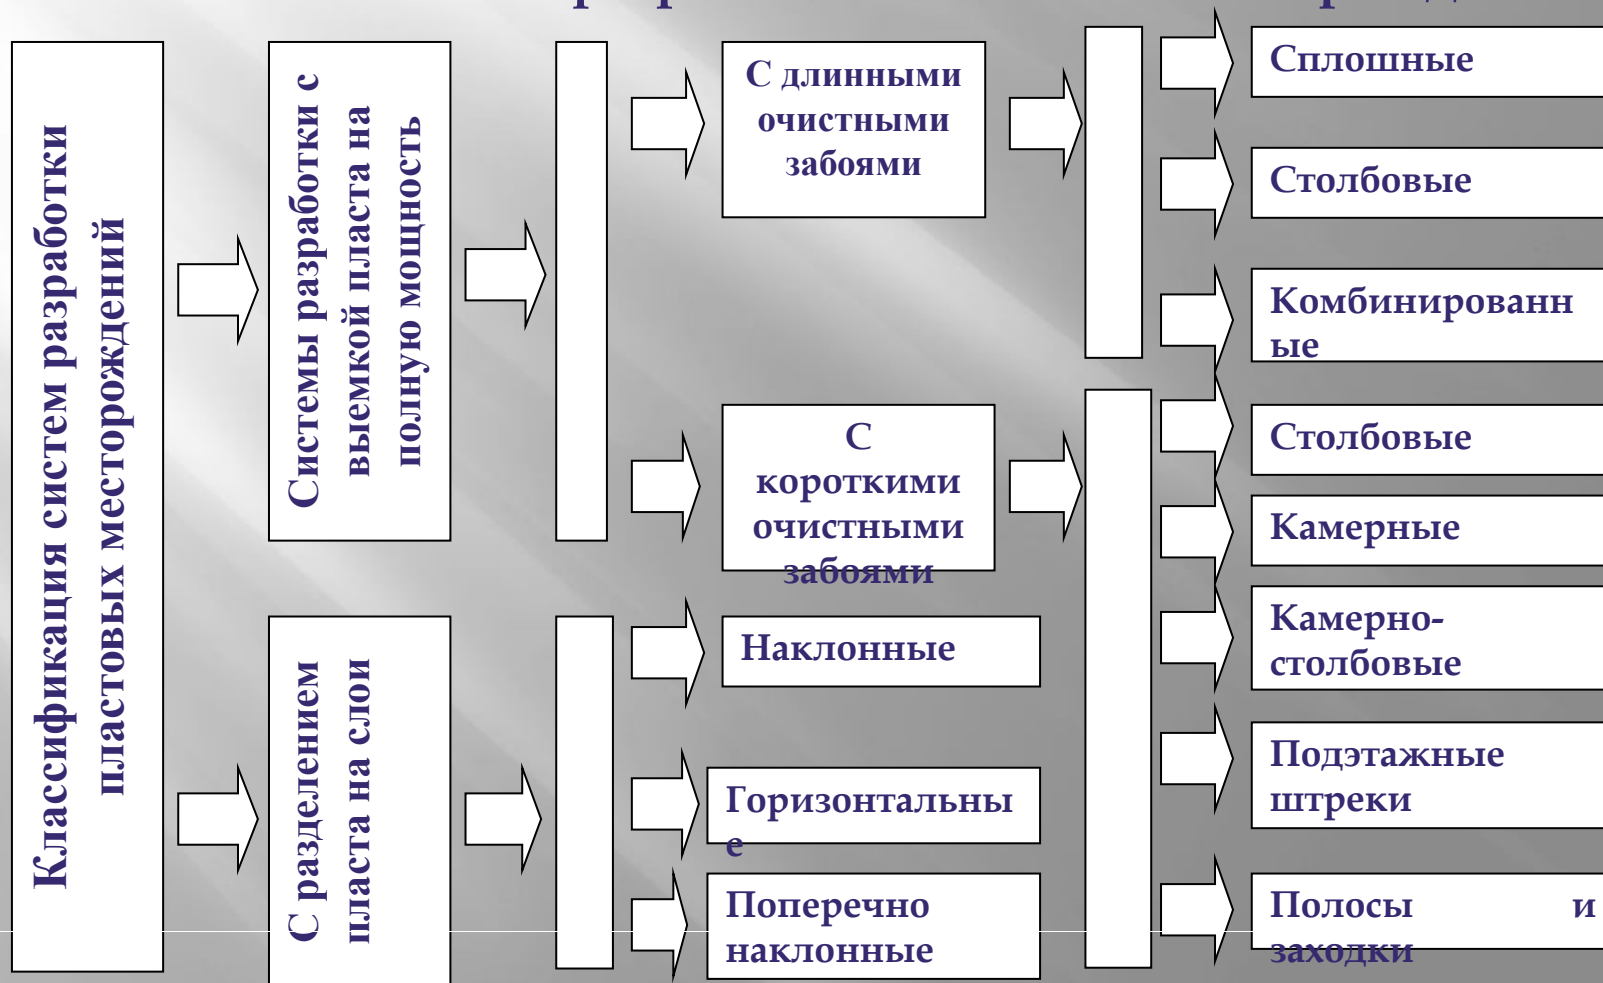 Классификация систем разработки
пластовых месторождений
Системы разработки с
выемкой пласта на
полную мощность
С разделением
пласта на слои
С длинными
очистными
забоями
С
короткими
очистными
забоями
Наклонные
Горизонтальны
е
Поперечно
наклонные
Сплошные
Столбовые
Комбинированн
ые
Столбовые
Камерные
Камерно-
столбовые
Подэтажные
штреки
Полосы и
заходки